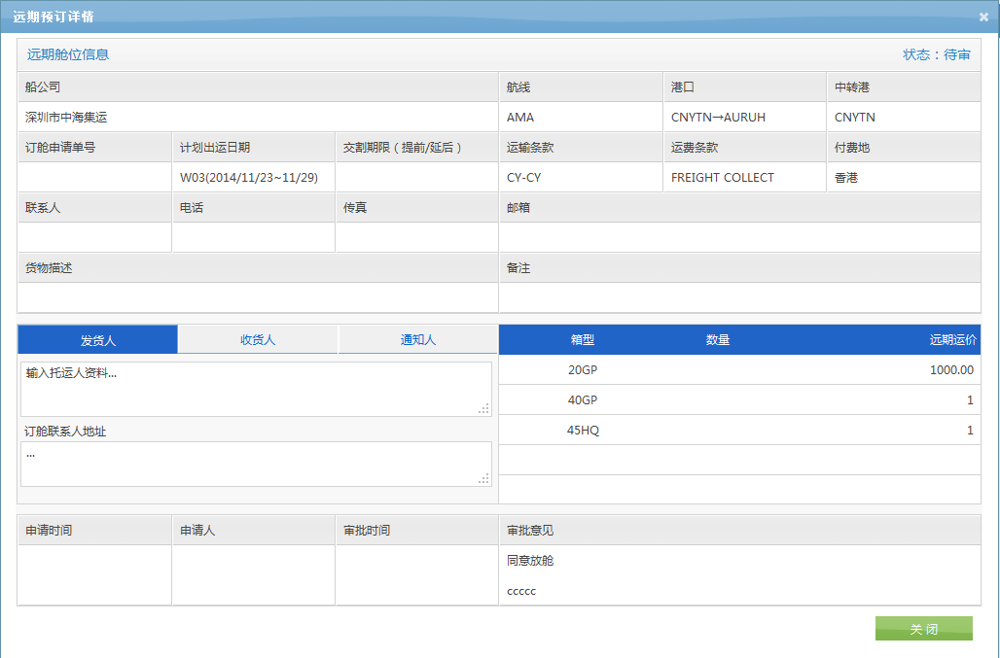 远期预订详情
远期舱位信息 状态：待审
船公司 航线 港口 中转港
深圳市中海集运 AMA CNYTN→AURUH CNYTN
订舱申请单号 计划出运日期 交割期限（提前/延后） 运输条款 运费条款 付费地
W03(2014/11/23~11/29) CY-CY FREIGHT COLLECT 香港
联系人 电话 传真 邮箱
货物描述 备注
发货人 收货人 通知人 箱型 数量 远期运价
输入托运人资料... 20GP 1000.00
40GP 1
订舱联系人地址 45HQ 1
...
申请时间 申请人 审批时间 审批意见
同意放舱
ccccc
关 闭